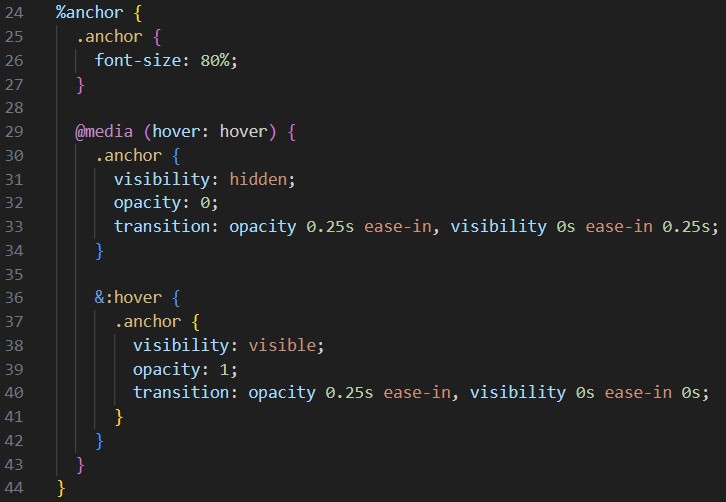 24 %anchor {
25   .anchor {
26     font-size: 80%;
27   }
28
29   @media (hover: hover) {
30     .anchor {
31       visibility: hidden;
32       opacity: 0;
33       transition: opacity 0.25s ease-in, visibility 0s ease-in 0.25s;
34     }
35
36     &:hover {
37       .anchor {
38         visibility: visible;
39         opacity: 1;
40         transition: opacity 0.25s ease-in, visibility 0s ease-in 0s;
41       }
42     }
43   }
44 }